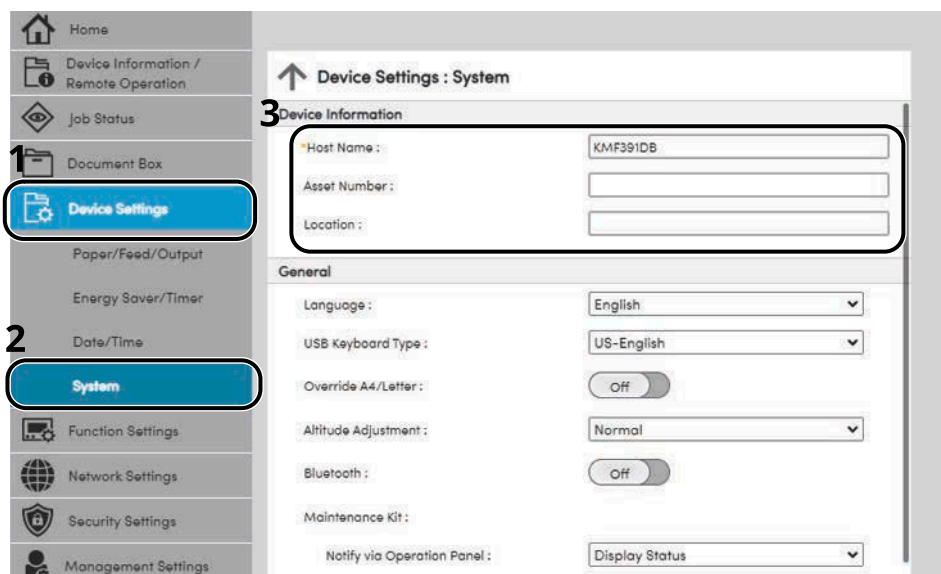 Home
Device Information /
Remote Operation
Job Status
1
Document Box
Device Settings
Paper/Feed/Output
Energy Saver/Timer
2
Date/Time
System
Function Settings
Network Settings
Security Settings
Management Settings
Device Settings : System
3
Device Information
*Host Name : KMF391DB
Asset Number :
Location :
General
Language : English
USB Keyboard Type : US-English
Override A4/Letter : Off
Altitude Adjustment : Normal
Bluetooth : Off
Maintenance Kit :
Notify via Operation Panel : Display Status